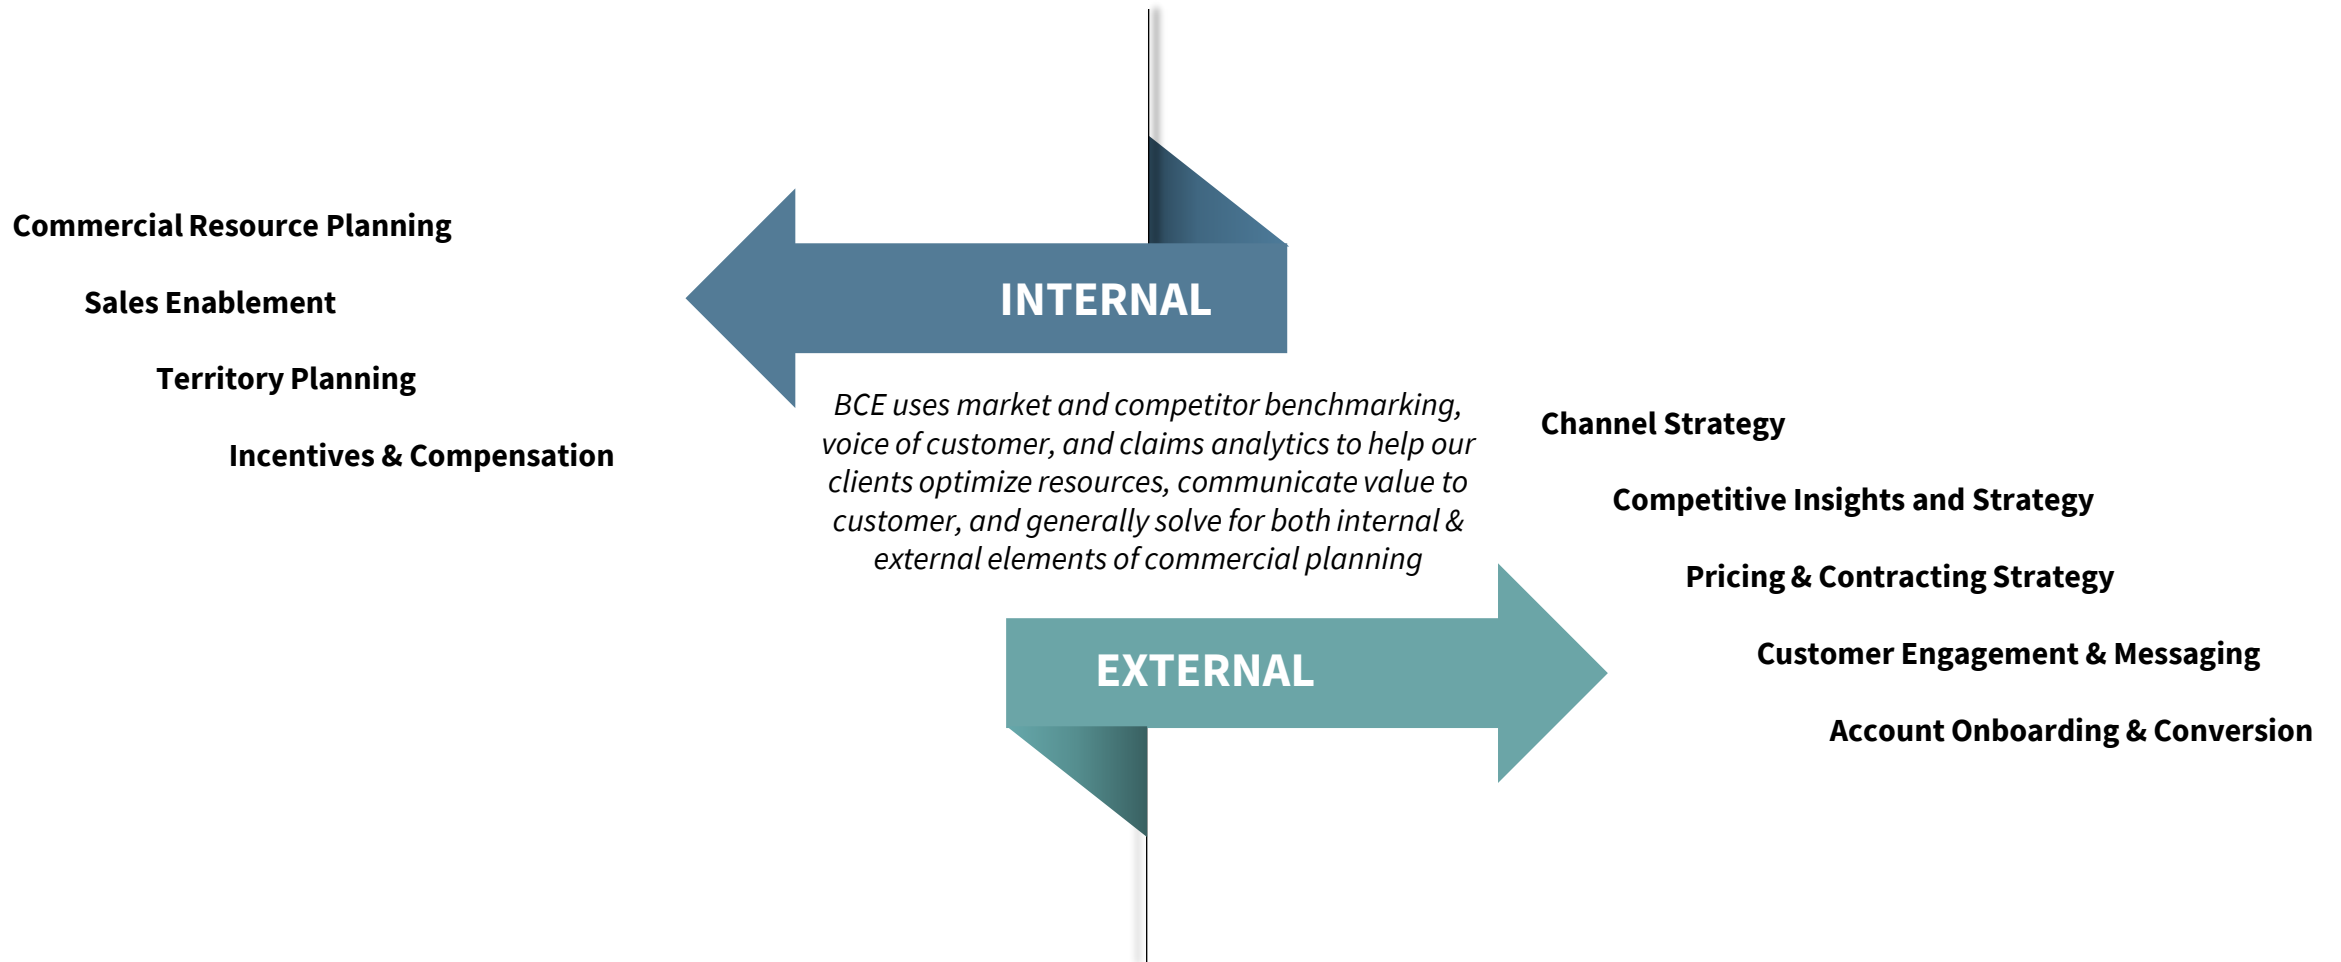 Commercial Resource Planning
Sales Enablement
Territory Planning
Incentives & Compensation
INTERNAL
BCE uses market and competitor benchmarking,
voice of customer, and claims analytics to help our
clients optimize resources, communicate value to
customer, and generally solve for both internal &
external elements of commercial planning
EXTERNAL
Channel Strategy
Competitive Insights and Strategy
Pricing & Contracting Strategy
Customer Engagement & Messaging
Account Onboarding & Conversion